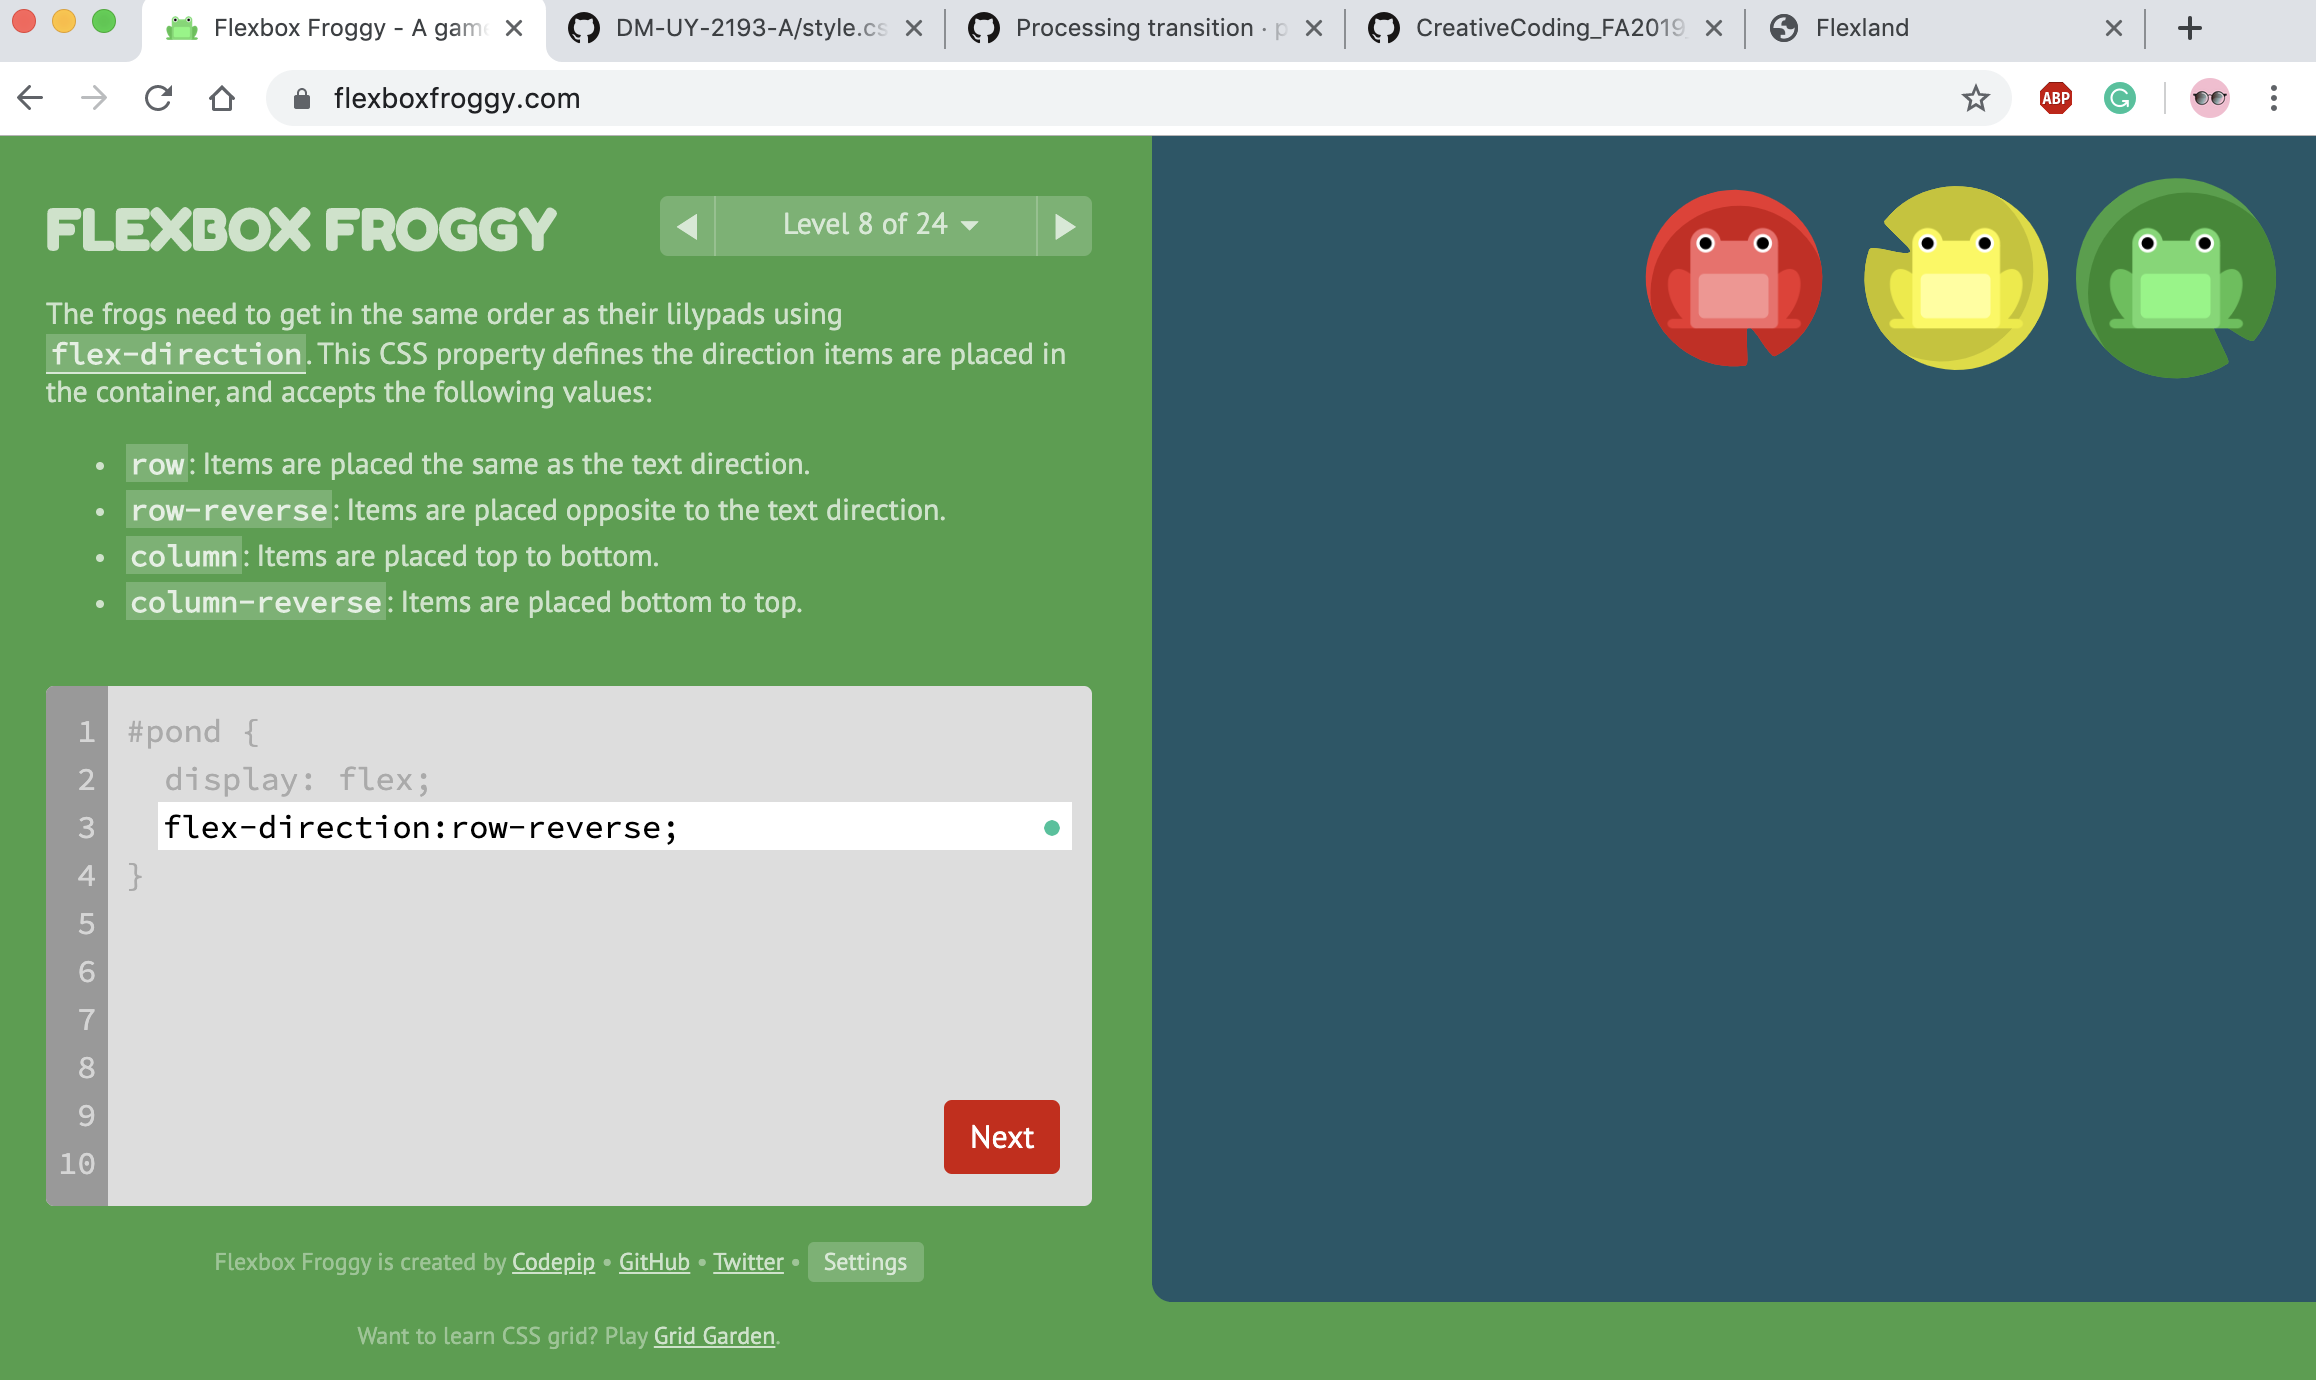 Flexbox Froggy - A game
DM-UY-2193-A/style.cs
Processing transition · p
CreativeCoding_FA2019
Flexland
flexboxfroggy.com
ABP
FLEXBOX FROGGY
Level 8 of 24
The frogs need to get in the same order as their lilypads using
flex-direction. This CSS property defines the direction items are placed in
the container, and accepts the following values:
• row: Items are placed the same as the text direction.
• row-reverse: Items are placed opposite to the text direction.
• column: Items are placed top to bottom.
• column-reverse: Items are placed bottom to top.
1 #pond {
2 display: flex;
3 flex-direction:row-reverse;
4 }
5
6
7
8
9
10
Next
Flexbox Froggy is created by Codepip • GitHub • Twitter • Settings
Want to learn CSS grid? Play Grid Garden.